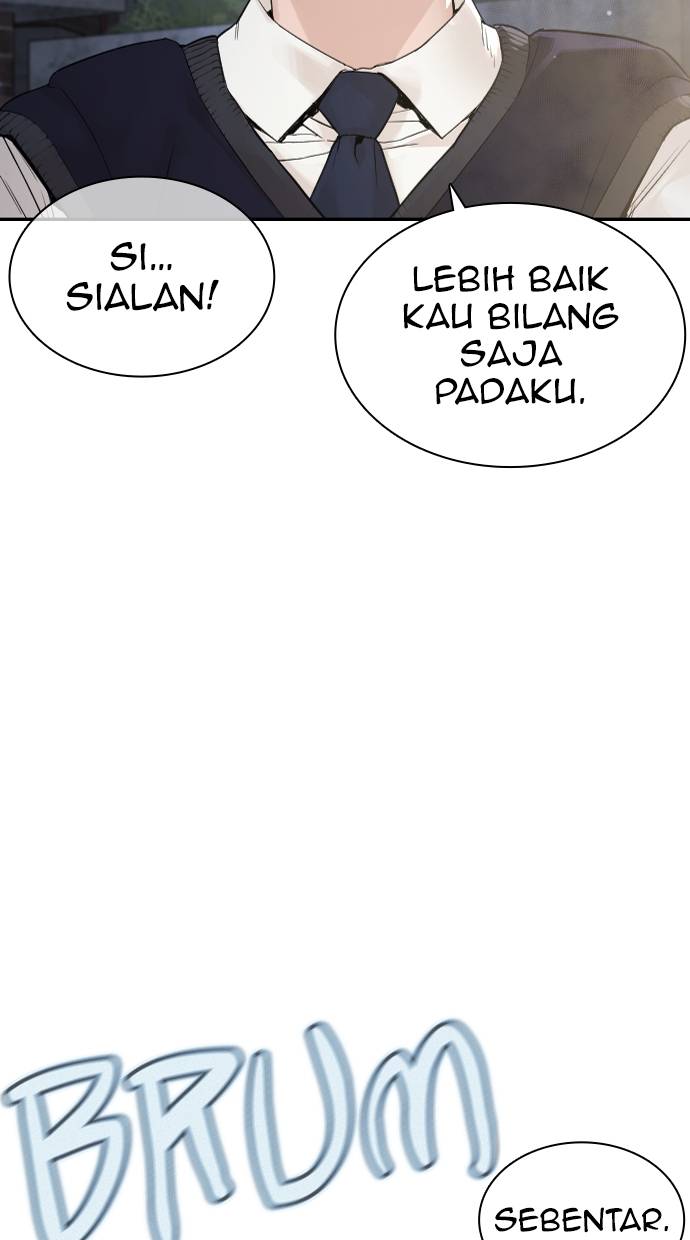 SI...
SIALAN!
LEBIH BAIK
KAU BILANG
SAJA
PADAKU.
BRUM
SEBENTAR.